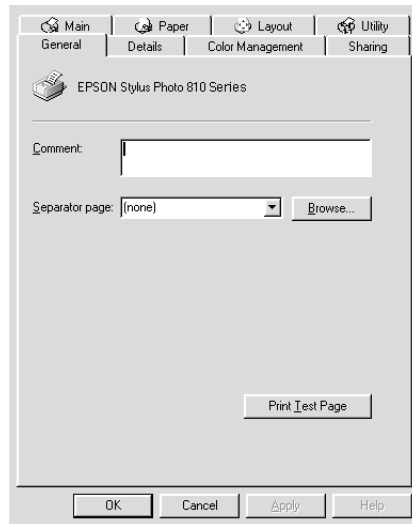 Main Paper Layout Utility
General Details Color Management Sharing
EPSON Stylus Photo 810 Series
Comment:
Separator page: (none) Browse...
Print Test Page
OK Cancel Apply Help